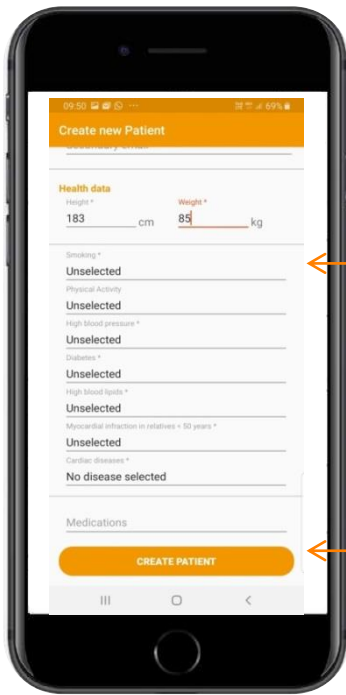 09:50 69%
Create new Patient
Health data
Height * Weight *
183 cm 85 kg
Smoking *
Unselected
Physical Activity
Unselected
High blood pressure *
Unselected
Diabetes *
Unselected
High blood lipids *
Unselected
Myocardial infraction in relatives < 50 years *
Unselected
Cardiac diseases *
No disease selected
Medications
CREATE PATIENT